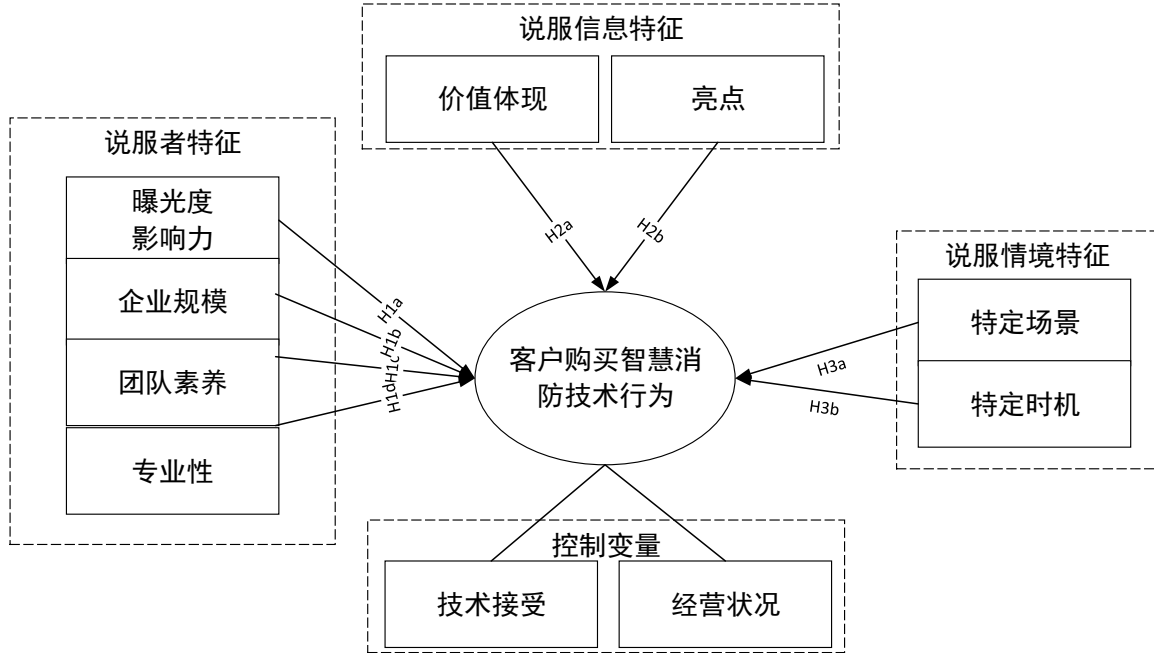 说服信息特征
价值体现
亮点
说服者特征
曝光度
影响力
企业规模
团队素养
专业性
H1a
H1b
H1c
H1d
H2a
H2b
客户购买智慧消
防技术行为
说服情境特征
特定场景
特定时机
H3a
H3b
控制变量
技术接受
经营状况